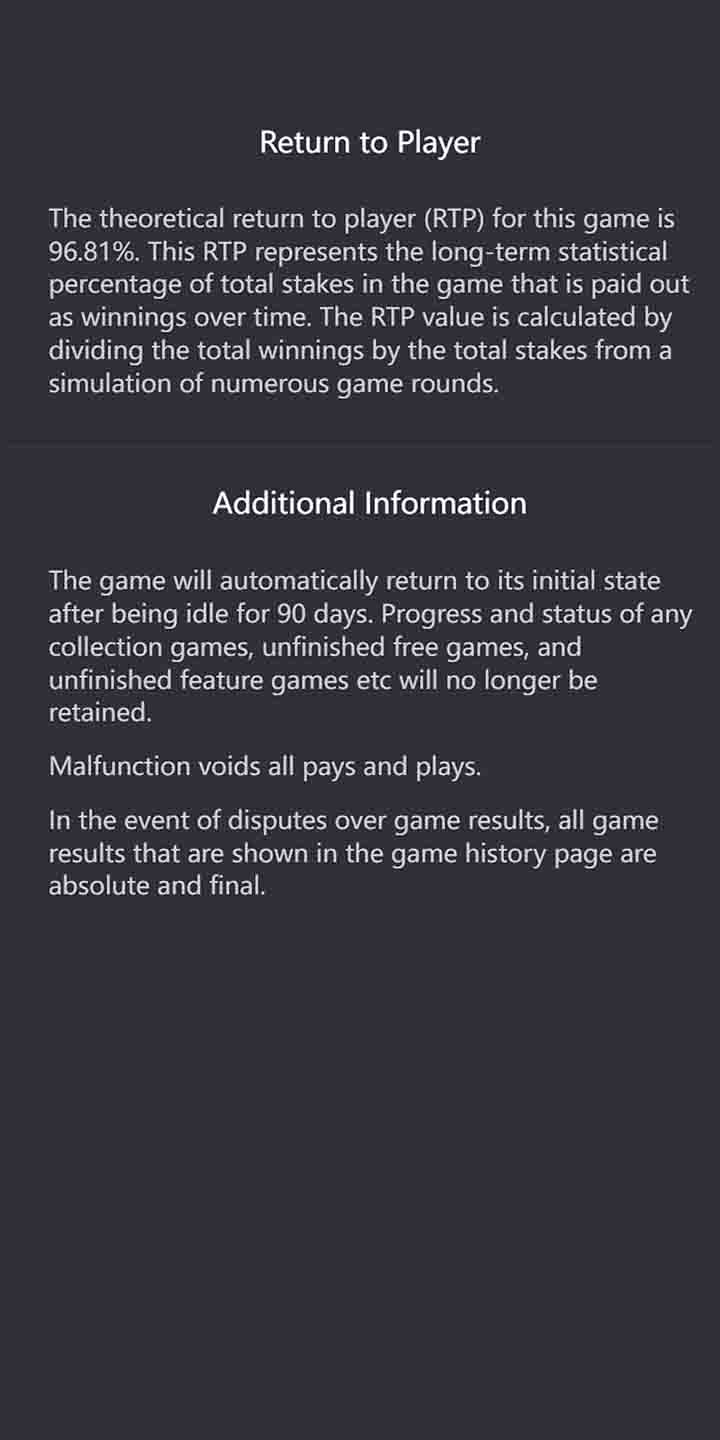 Return to Player
The theoretical return to player (RTP) for this game is
96.81%. This RTP represents the long-term statistical
percentage of total stakes in the game that is paid out
as winnings over time. The RTP value is calculated by
dividing the total winnings by the total stakes from a
simulation of numerous game rounds.
Additional Information
The game will automatically return to its initial state
after being idle for 90 days. Progress and status of any
collection games, unfinished free games, and
unfinished feature games etc will no longer be
retained.
Malfunction voids all pays and plays.
In the event of disputes over game results, all game
results that are shown in the game history page are
absolute and final.